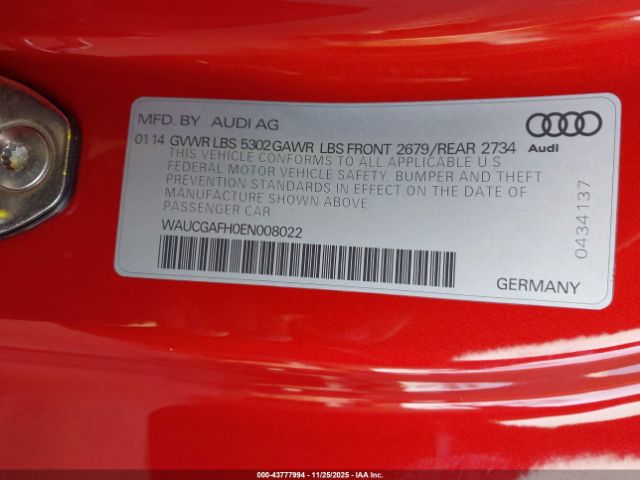 MFD. BY AUDI AG
0114 GVWR LBS 5302 GAWR LBS FRONT 2679/REAR 2734
Audi
THIS VEHICLE CONFORMS TO ALL APPLICABLE U.S.
FEDERAL MOTOR VEHICLE SAFETY, BUMPER AND THEFT
PREVENTION STANDARDS IN EFFECT ON THE DATE OF
MANUFACTURE SHOWN ABOVE
PASSENGER CAR
WAUCGAFH0EN008022
0434137
GERMANY
000-43777994 - 11/25/2025 - IAA Inc.